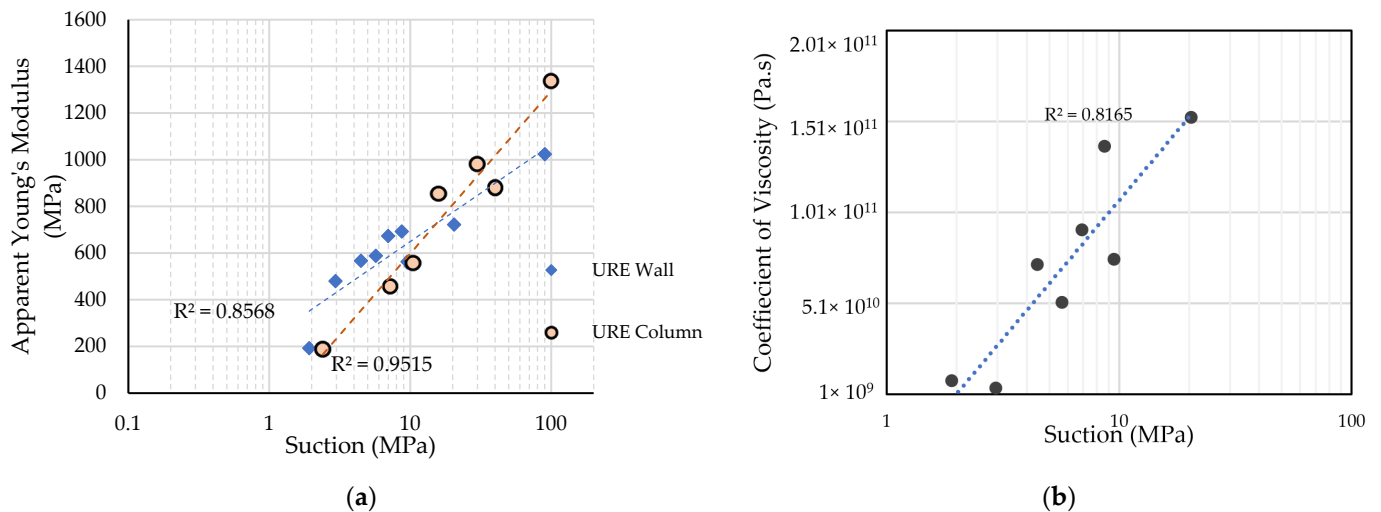 Apparent Young's Modulus
(MPa)
1600
1400
1200
1000
800
600
400
200
0
0.1
1
10
100
Suction (MPa)
R² = 0.8568
R² = 0.9515
URE Wall
URE Column
(a)
Coeffiecient of Viscosity (Pa.s)
2.01× 10¹¹
1.51× 10¹¹
1.01× 10¹¹
5.1× 10¹⁰
1× 10⁹
R² = 0.8165
1
10
100
Suction (MPa)
(b)